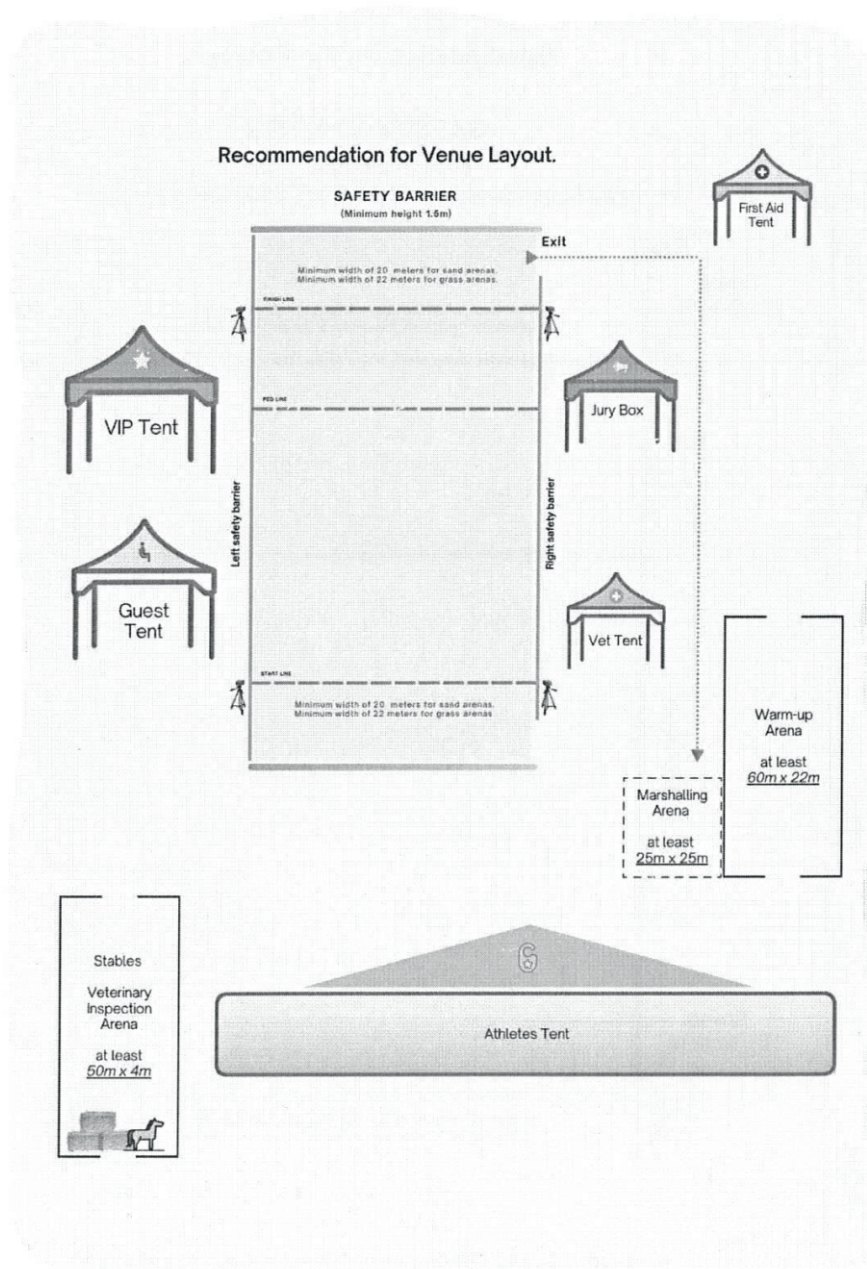 Recommendation for Venue Layout.
SAFETY BARRIER
(Minimum height 1.5m)
First Aid
Tent
Exit
Minimum width of 20 meters for sand arenas.
Minimum width of 22 meters for grass arenas.
FINISH LINE
VIP Tent
PEG LINE
Jury Box
Left safety barrier
Right safety barrier
Guest
Tent
Vet Tent
START LINE
Minimum width of 20 meters for sand arenas.
Minimum width of 22 meters for grass arenas
Warm-up
Arena
at least
60m x 22m
Marshalling
Arena
at least
25m x 25m
Stables
Veterinary
Inspection
Arena
at least
50m x 4m
6
Athletes Tent